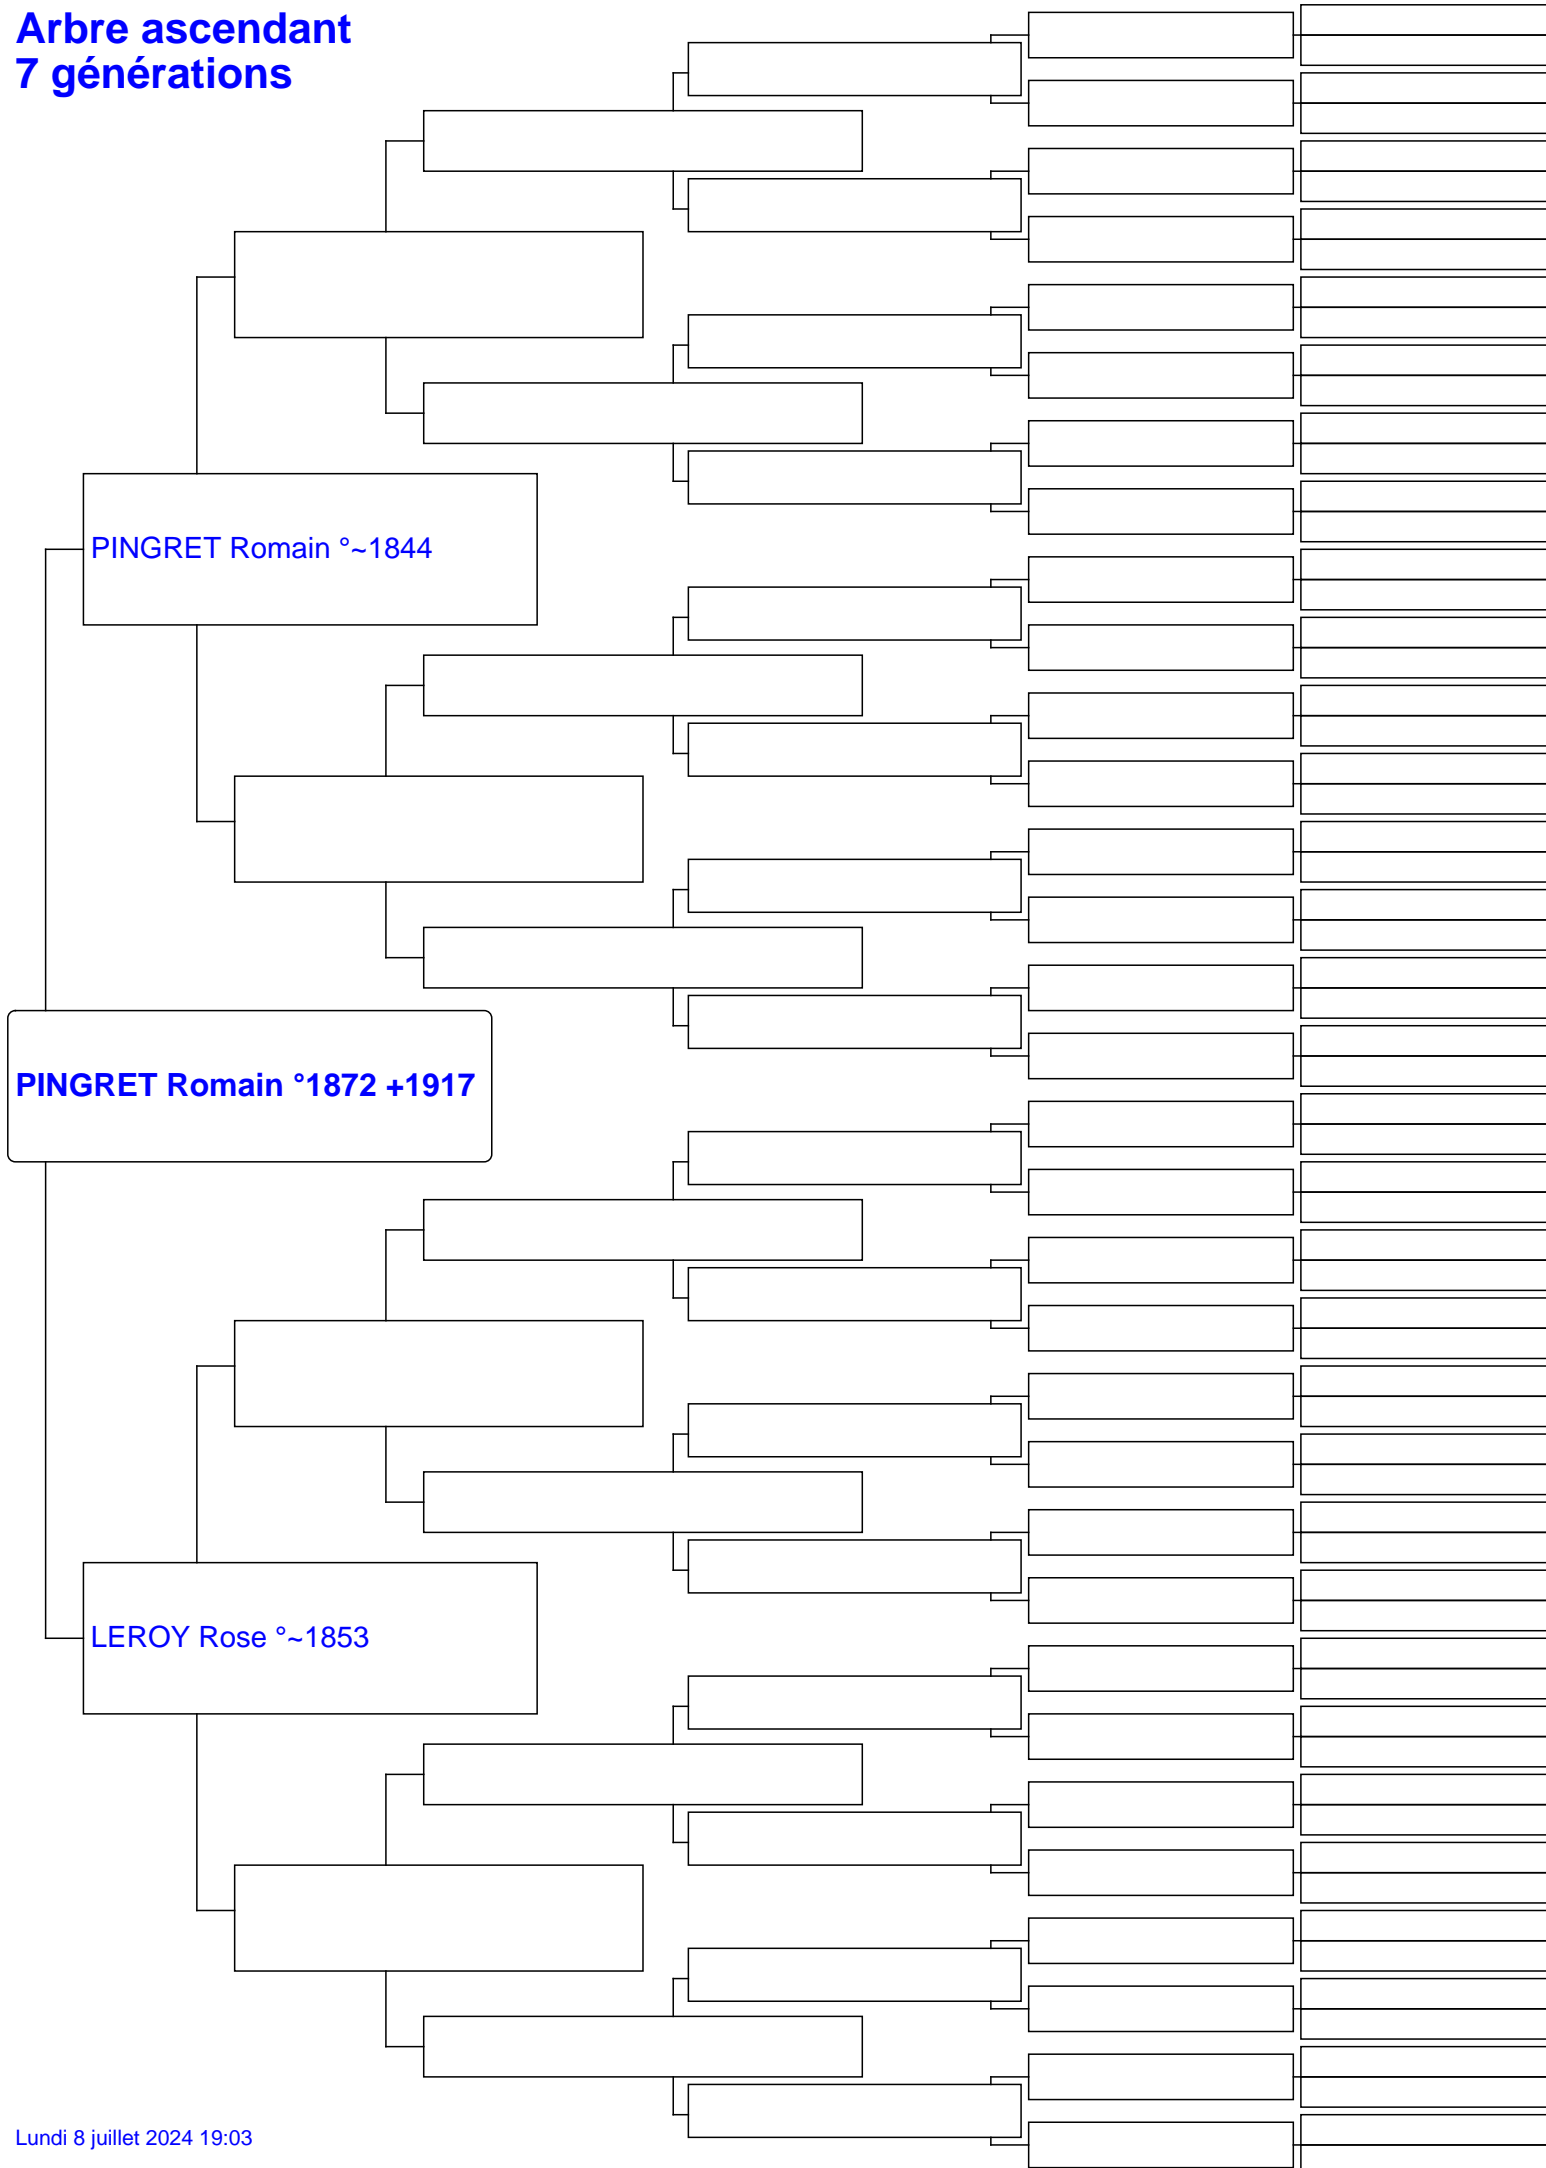 Arbre ascendant
7 générations
PINGRET Romain °~1844
PINGRET Romain °1872 +1917
LEROY Rose °~1853
Lundi 8 juillet 2024 19:03